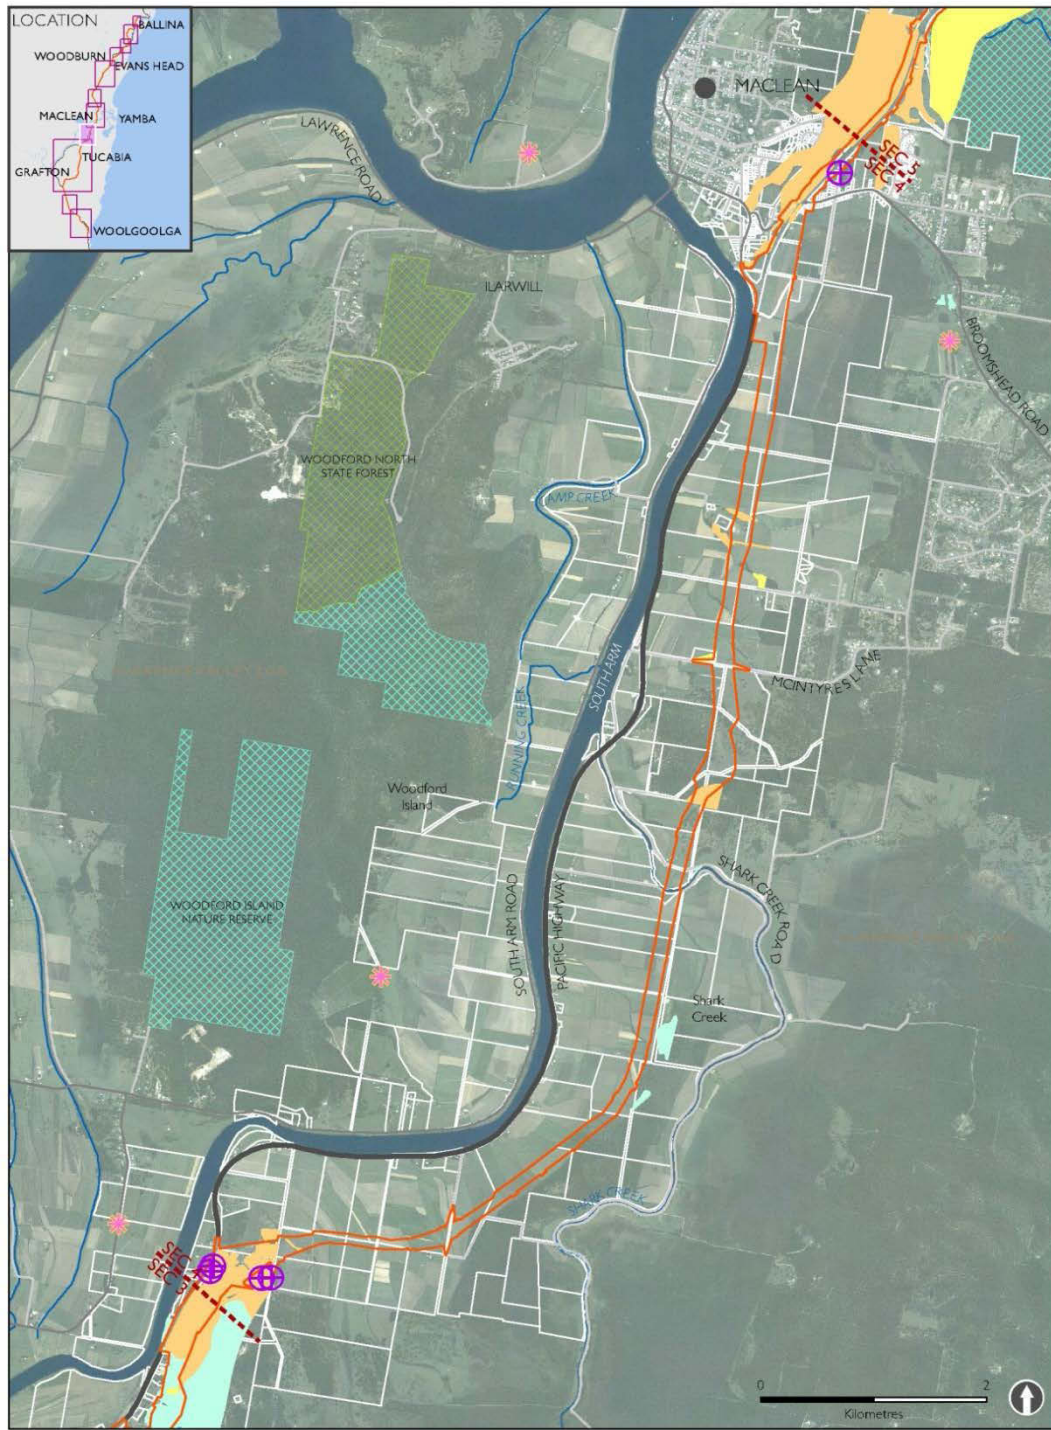 LOCATION
BALLINA
WOODBURN
EVANS HEAD
MACLEAN
YAMBA
TUCABIA
GRAFTON
WOOLGOOLGA
MACLEAN
LAWRENCE ROAD
SEC 5
SEC 4
ILARWILL
BROOMSHEAD ROAD
WOODFORD NORTH
STATE FOREST
AMP CREEK
SOUTH ARM
MCINTYRES LANE
RUNNING CREEK
Woodford
Island
SHARK CREEK ROAD
WOODFORD ISLAND
NATURE RESERVE
SOUTH ARM ROAD
PACIFIC HIGHWAY
Shark
Creek
SHARK CREEK
SEC 3
0 2
Kilometres